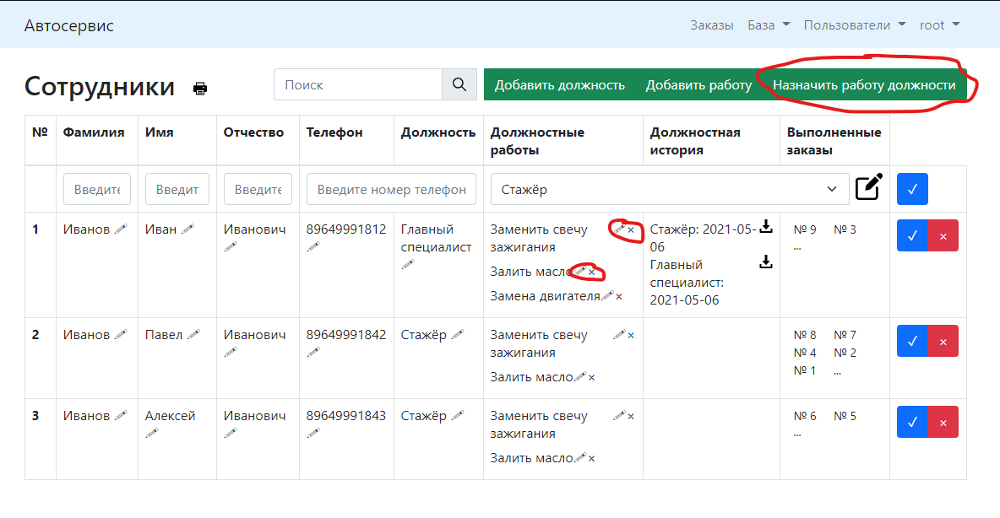 Автосервис Заказы База Пользователи root
Сотрудники Поиск Добавить должность Добавить работу Назначить работу должности
№ Фамилия Имя Отчество Телефон Должность Должностные работы Должностная история Выполненные заказы
Введите Введит Введите Введите номер телефон Стажёр
1 Иванов Иван Иванович 89649991812 Главный специалист
Заменить свечу зажигания
Залить масло
Замена двигателя
Стажёр: 2021-05-06
Главный специалист: 2021-05-06
№ 9 № 3
...
2 Иванов Павел Иванович 89649991842 Стажёр
Заменить свечу зажигания
Залить масло
№ 8 № 7
№ 4 № 2
№ 1 ...
3 Иванов Алексей Иванович 89649991843 Стажёр
Заменить свечу зажигания
Залить масло
№ 6 № 5
...